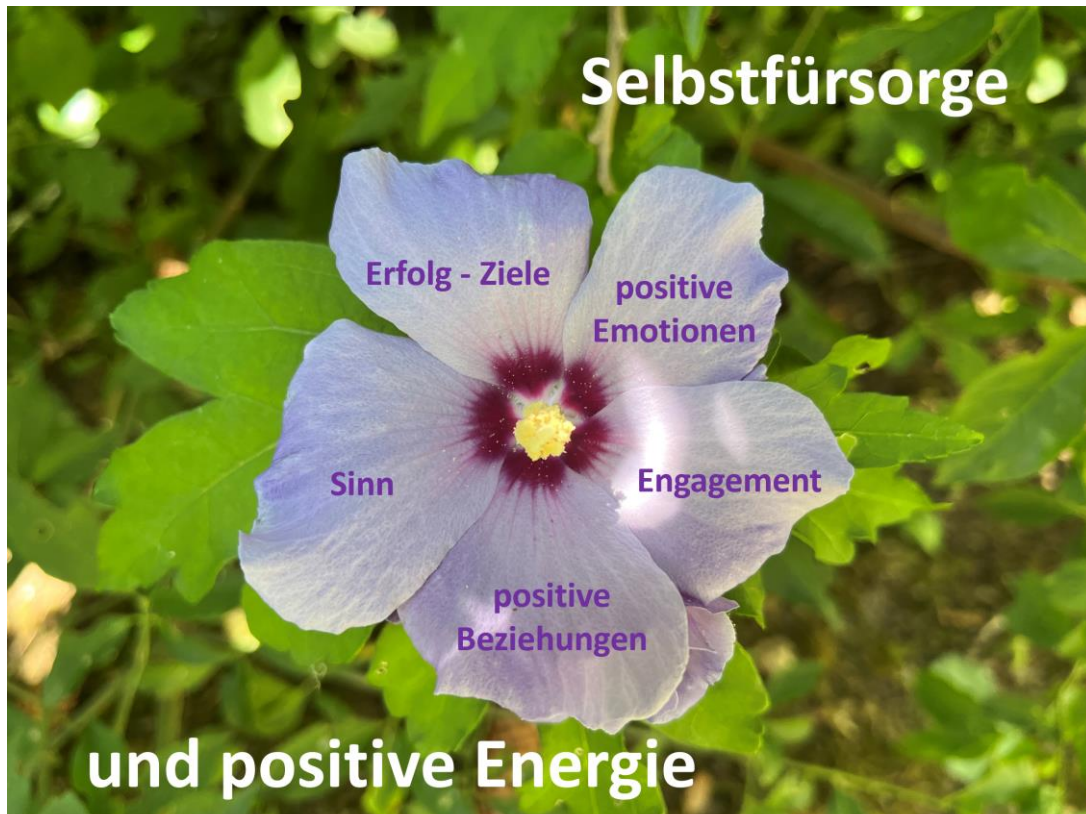 Selbstfürsorge
Erfolg - Ziele
positive
Emotionen
Sinn
Engagement
positive
Beziehungen
und positive Energie